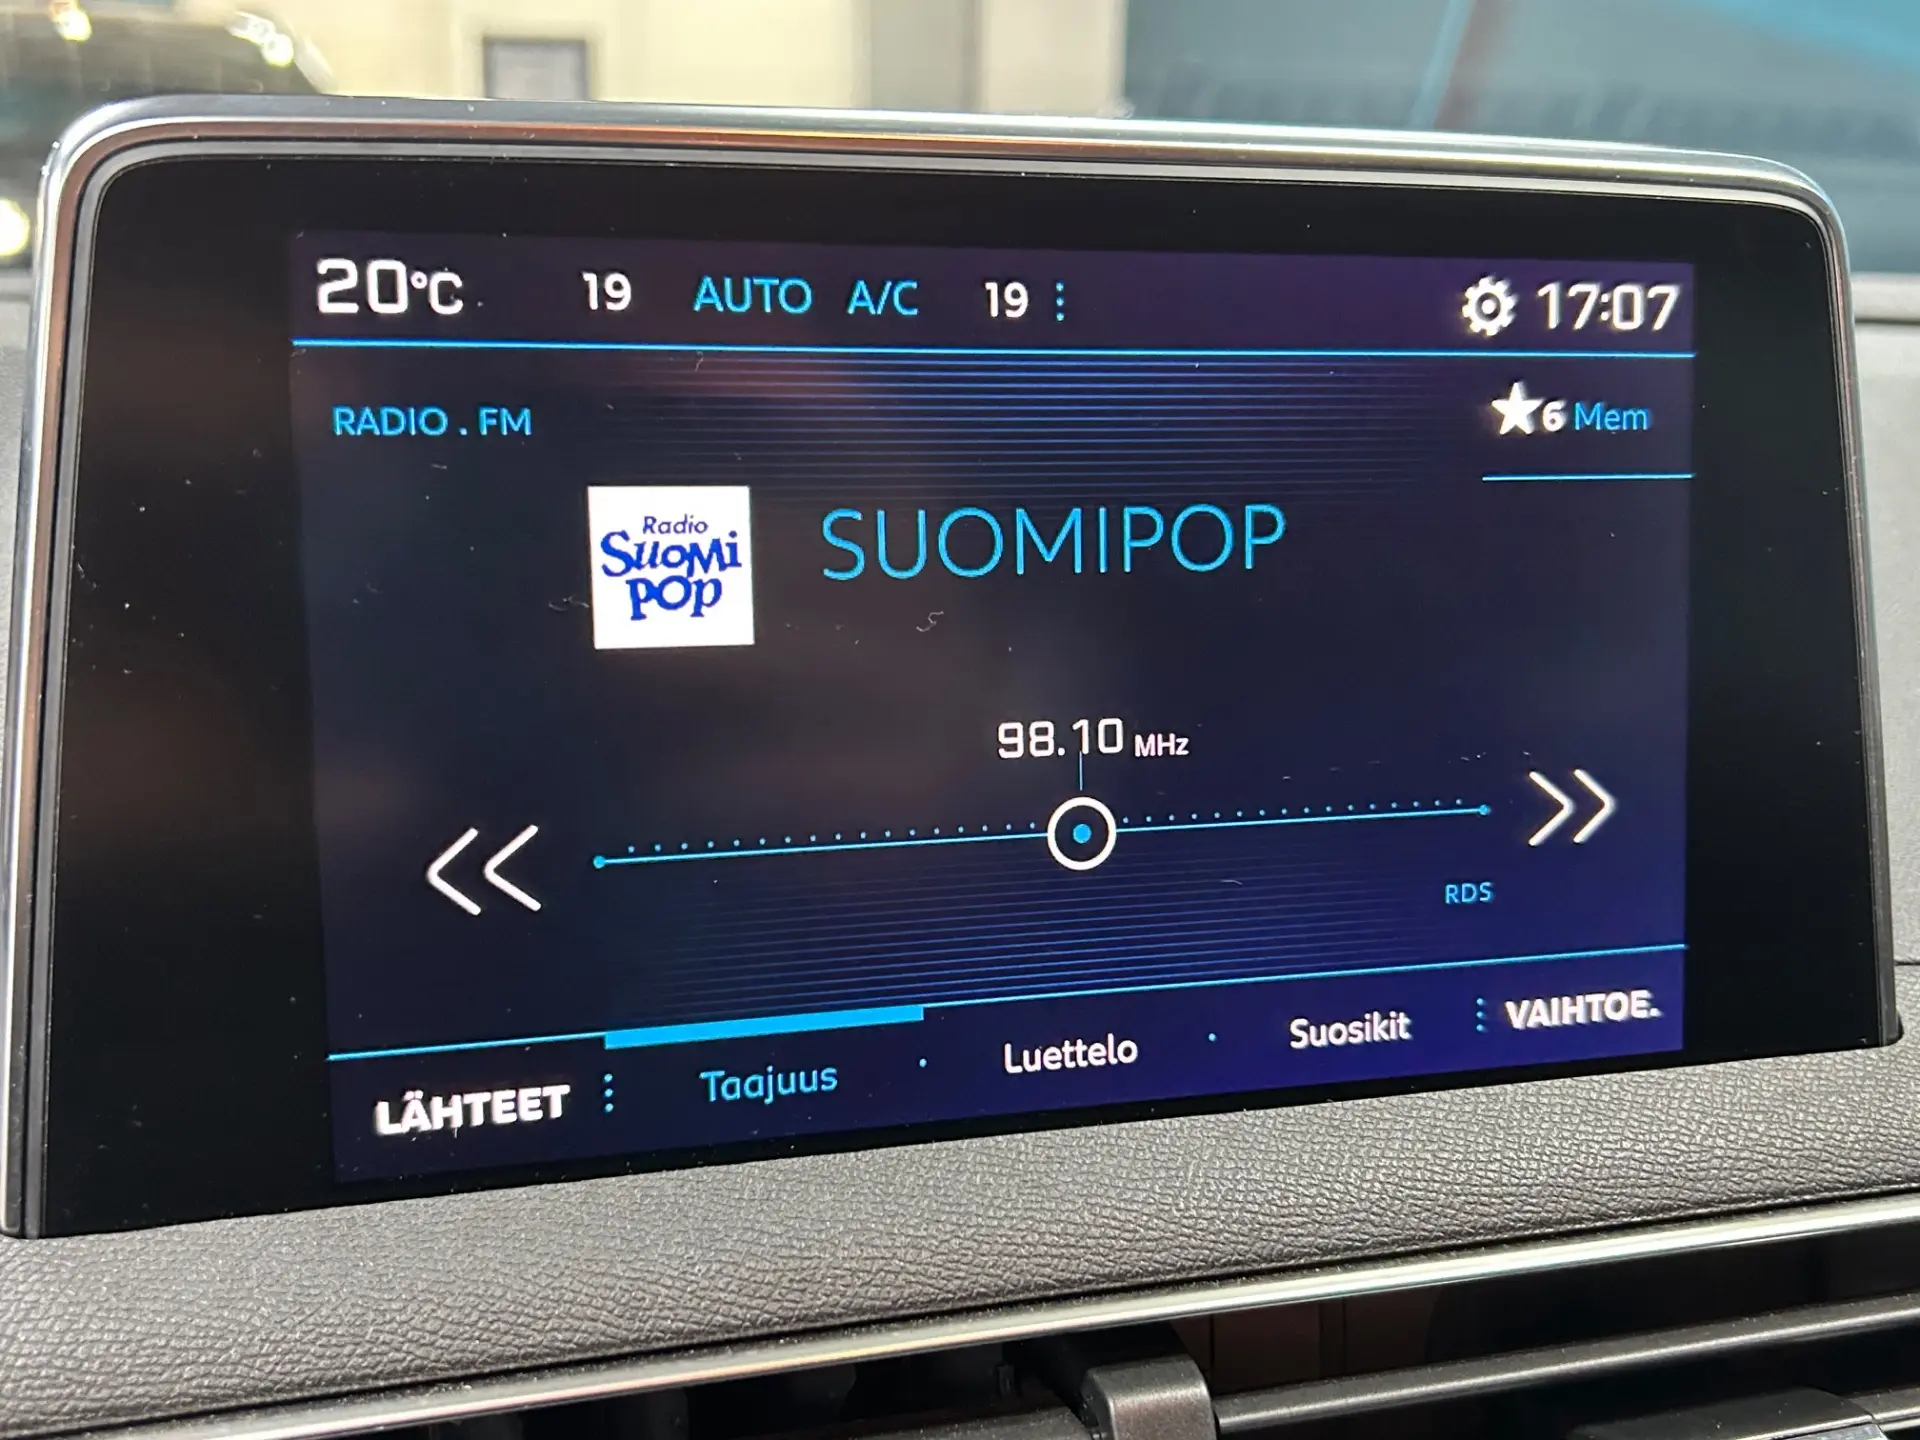 20°C 19 AUTO A/C 19 17:07
RADIO . FM
6 Mem
Radio
SuoMi
pop
SUOMIPOP
98.10 MHz
RDS
LÄHTEET Taajuus Luettelo Suosikit VAIHTOE.